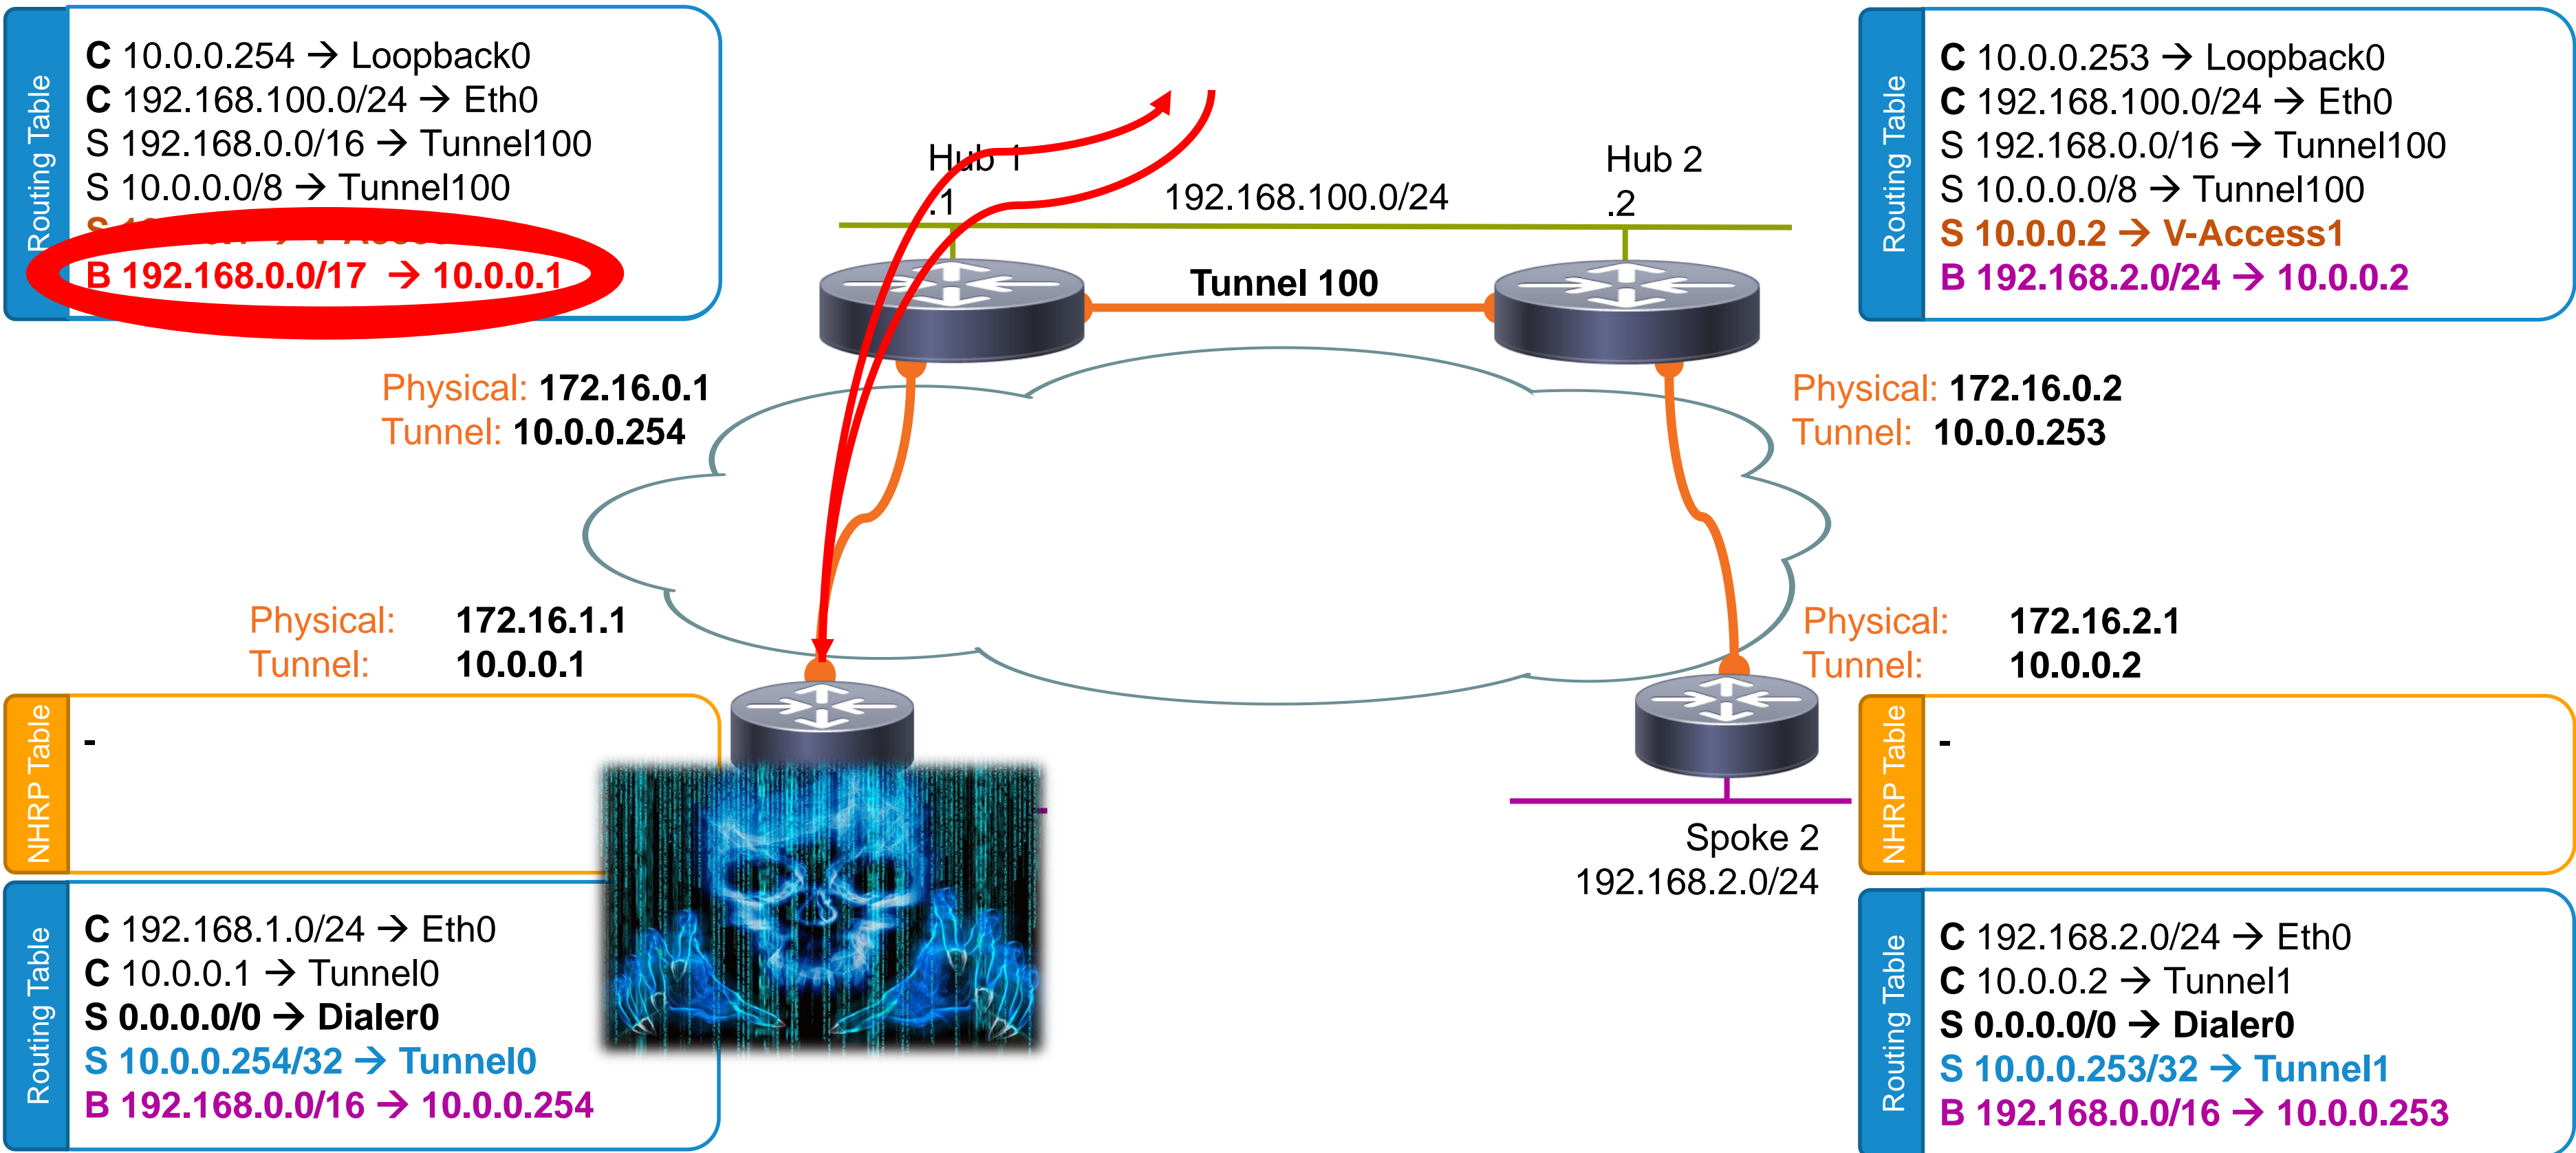 Routing Table
C 10.0.0.254 → Loopback0
C 192.168.100.0/24 → Eth0
S 192.168.0.0/16 → Tunnel100
S 10.0.0.0/8 → Tunnel100
S
B 192.168.0.0/17 → 10.0.0.1
Hub 1
.1
192.168.100.0/24
Hub 2
.2
Tunnel 100
Routing Table
C 10.0.0.253 → Loopback0
C 192.168.100.0/24 → Eth0
S 192.168.0.0/16 → Tunnel100
S 10.0.0.0/8 → Tunnel100
S 10.0.0.2 → V-Access1
B 192.168.2.0/24 → 10.0.0.2
Physical: 172.16.0.1
Tunnel: 10.0.0.254
Physical: 172.16.0.2
Tunnel: 10.0.0.253
Physical: 172.16.1.1
Tunnel: 10.0.0.1
Physical: 172.16.2.1
Tunnel: 10.0.0.2
NHRP Table
-
NHRP Table
-
Spoke 2
192.168.2.0/24
Routing Table
C 192.168.1.0/24 → Eth0
C 10.0.0.1 → Tunnel0
S 0.0.0.0/0 → Dialer0
S 10.0.0.254/32 → Tunnel0
B 192.168.0.0/16 → 10.0.0.254
Routing Table
C 192.168.2.0/24 → Eth0
C 10.0.0.2 → Tunnel1
S 0.0.0.0/0 → Dialer0
S 10.0.0.253/32 → Tunnel1
B 192.168.0.0/16 → 10.0.0.253